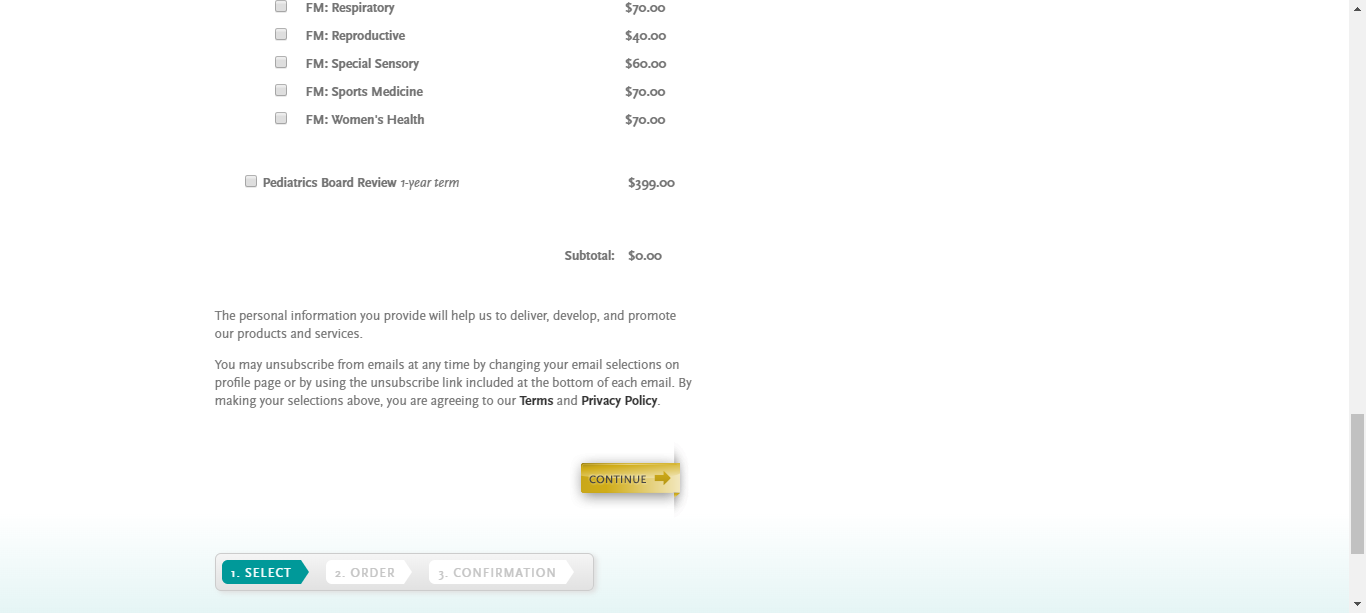 FM: Respiratory $70.00
FM: Reproductive $40.00
FM: Special Sensory $60.00
FM: Sports Medicine $70.00
FM: Women's Health $70.00
Pediatrics Board Review 1-year term $399.00
Subtotal: $0.00
The personal information you provide will help us to deliver, develop, and promote
our products and services.
You may unsubscribe from emails at any time by changing your email selections on
profile page or by using the unsubscribe link included at the bottom of each email. By
making your selections above, you are agreeing to our Terms and Privacy Policy.
CONTINUE
1. SELECT 2. ORDER 3. CONFIRMATION